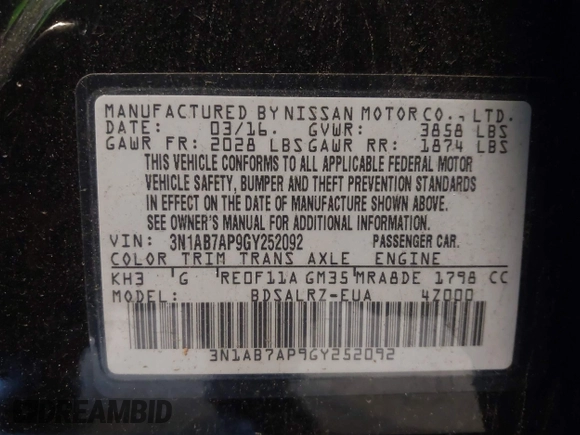 MANUFACTURED BY NISSAN MOTOR CO., LTD.
DATE: 03/16. GVWR: 3858 LBS
GAWR FR: 2028 LBS GAWR RR: 1874 LBS
THIS VEHICLE CONFORMS TO ALL APPLICABLE FEDERAL MOTOR
VEHICLE SAFETY, BUMPER AND THEFT PREVENTION STANDARDS
IN EFFECT ON THE DATE OF MANUFACTURE SHOWN ABOVE.
SEE OWNER'S MANUAL FOR ADDITIONAL INFORMATION.
VIN: 3N1AB7AP9GY252092 PASSENGER CAR.
COLOR TRIM TRANS AXLE ENGINE
KH3 G RE0F11A GM35 MRA8DE 1798 CC
MODEL: BDSALRZ-EUA 4Z000
3N1AB7AP9GY252092
DREAMBID